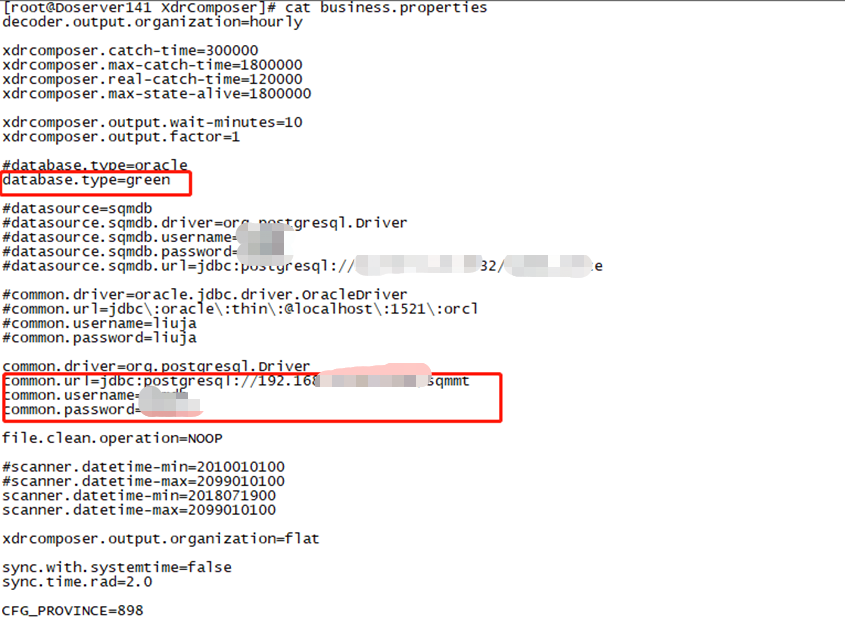 [root@Doserver141 XdrComposer]# cat business.properties
decoder.output.organization=hourly
xdrcomposer.catch-time=300000
xdrcomposer.max-catch-time=1800000
xdrcomposer.real-catch-time=120000
xdrcomposer.max-state-alive=1800000
xdrcomposer.output.wait-minutes=10
xdrcomposer.output.factor=1
#database.type=oracle
database.type=green
#datasource=sqmdb
#datasource.sqmdb.driver=org.postgresql.Driver
#datasource.sqmdb.username=
#datasource.sqmdb.password=
#datasource.sqmdb.url=jdbc:postgresql:// 32/ e
#common.driver=oracle.jdbc.driver.OracleDriver
#common.url=jdbc\:oracle\:thin\:@localhost\:1521\:orcl
#common.username=liuja
#common.password=liuja
common.driver=org.postgresql.Driver
common.url=jdbc:postgresql://192.168 sqmmt
common.username=
common.password=
file.clean.operation=NOOP
#scanner.datetime-min=2010010100
#scanner.datetime-max=2099010100
scanner.datetime-min=2018071900
scanner.datetime-max=2099010100
xdrcomposer.output.organization=flat
sync.with.systemtime=false
sync.time.rad=2.0
CFG_PROVINCE=898